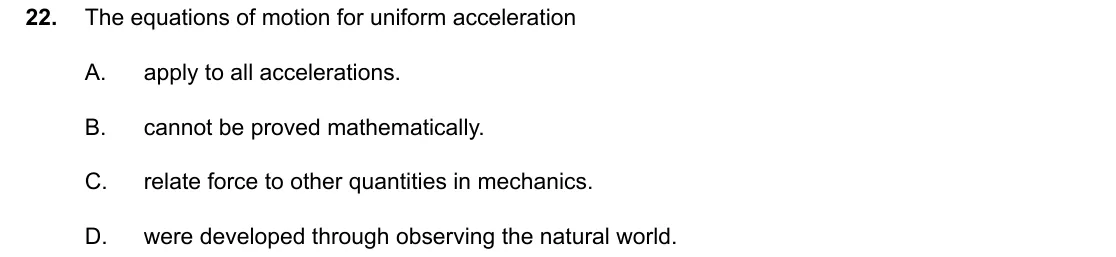 22. The equations of motion for uniform acceleration
A. apply to all accelerations.
B. cannot be proved mathematically.
C. relate force to other quantities in mechanics.
D. were developed through observing the natural world.